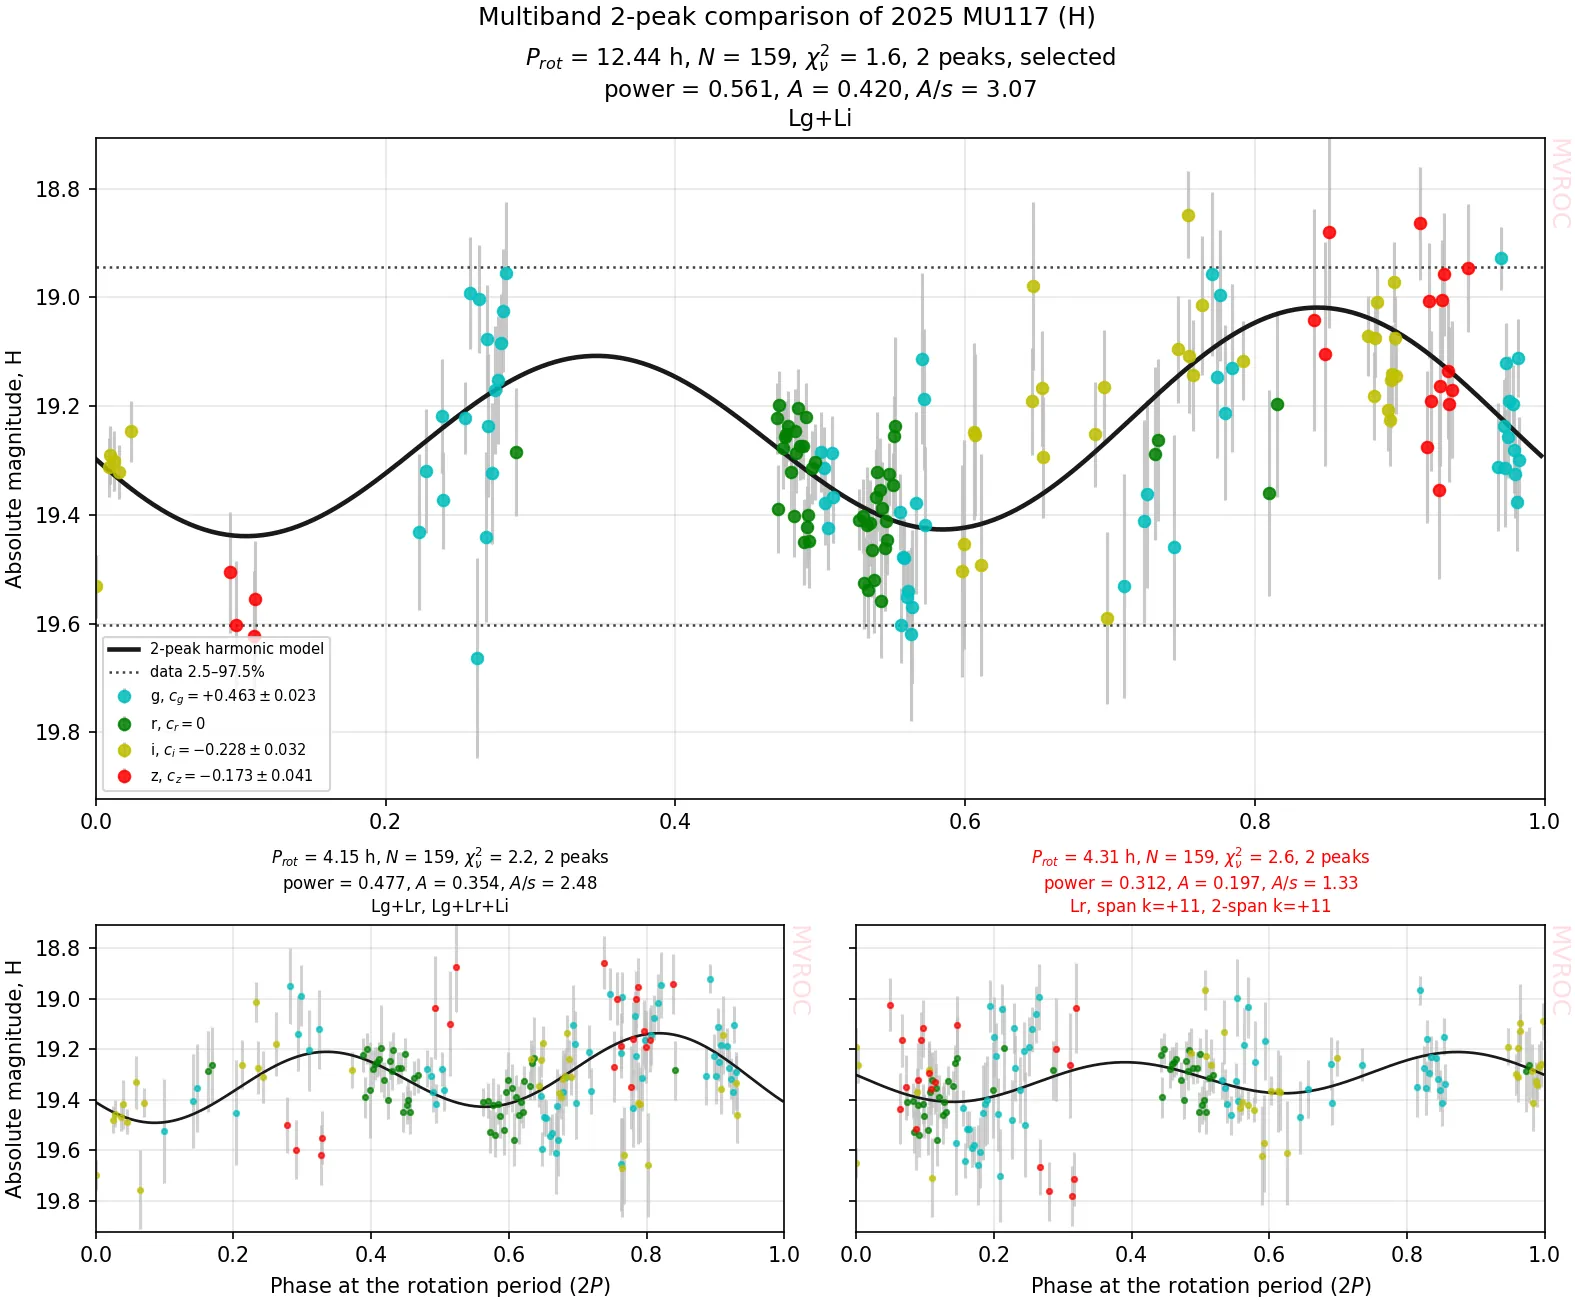 Multiband 2-peak comparison of 2025 MU117 (H)
P_rot = 12.44 h, N = 159, χ²_ν = 1.6, 2 peaks, selected
power = 0.561, A = 0.420, A/s = 3.07
Lg+Li
MVROC
Absolute magnitude, H
18.8
19.0
19.2
19.4
19.6
19.8
2-peak harmonic model
data 2.5–97.5%
g, c_g = +0.463 ± 0.023
r, c_r = 0
i, c_i = −0.228 ± 0.032
z, c_z = −0.173 ± 0.041
0.0 0.2 0.4 0.6 0.8 1.0
P_rot = 4.15 h, N = 159, χ²_ν = 2.2, 2 peaks
power = 0.477, A = 0.354, A/s = 2.48
Lg+Lr, Lg+Lr+Li
MVROC
Absolute magnitude, H
18.8
19.0
19.2
19.4
19.6
19.8
0.0 0.2 0.4 0.6 0.8 1.0
Phase at the rotation period (2P)
P_rot = 4.31 h, N = 159, χ²_ν = 2.6, 2 peaks
power = 0.312, A = 0.197, A/s = 1.33
Lr, span k=+11, 2-span k=+11
MVROC
0.0 0.2 0.4 0.6 0.8 1.0
Phase at the rotation period (2P)